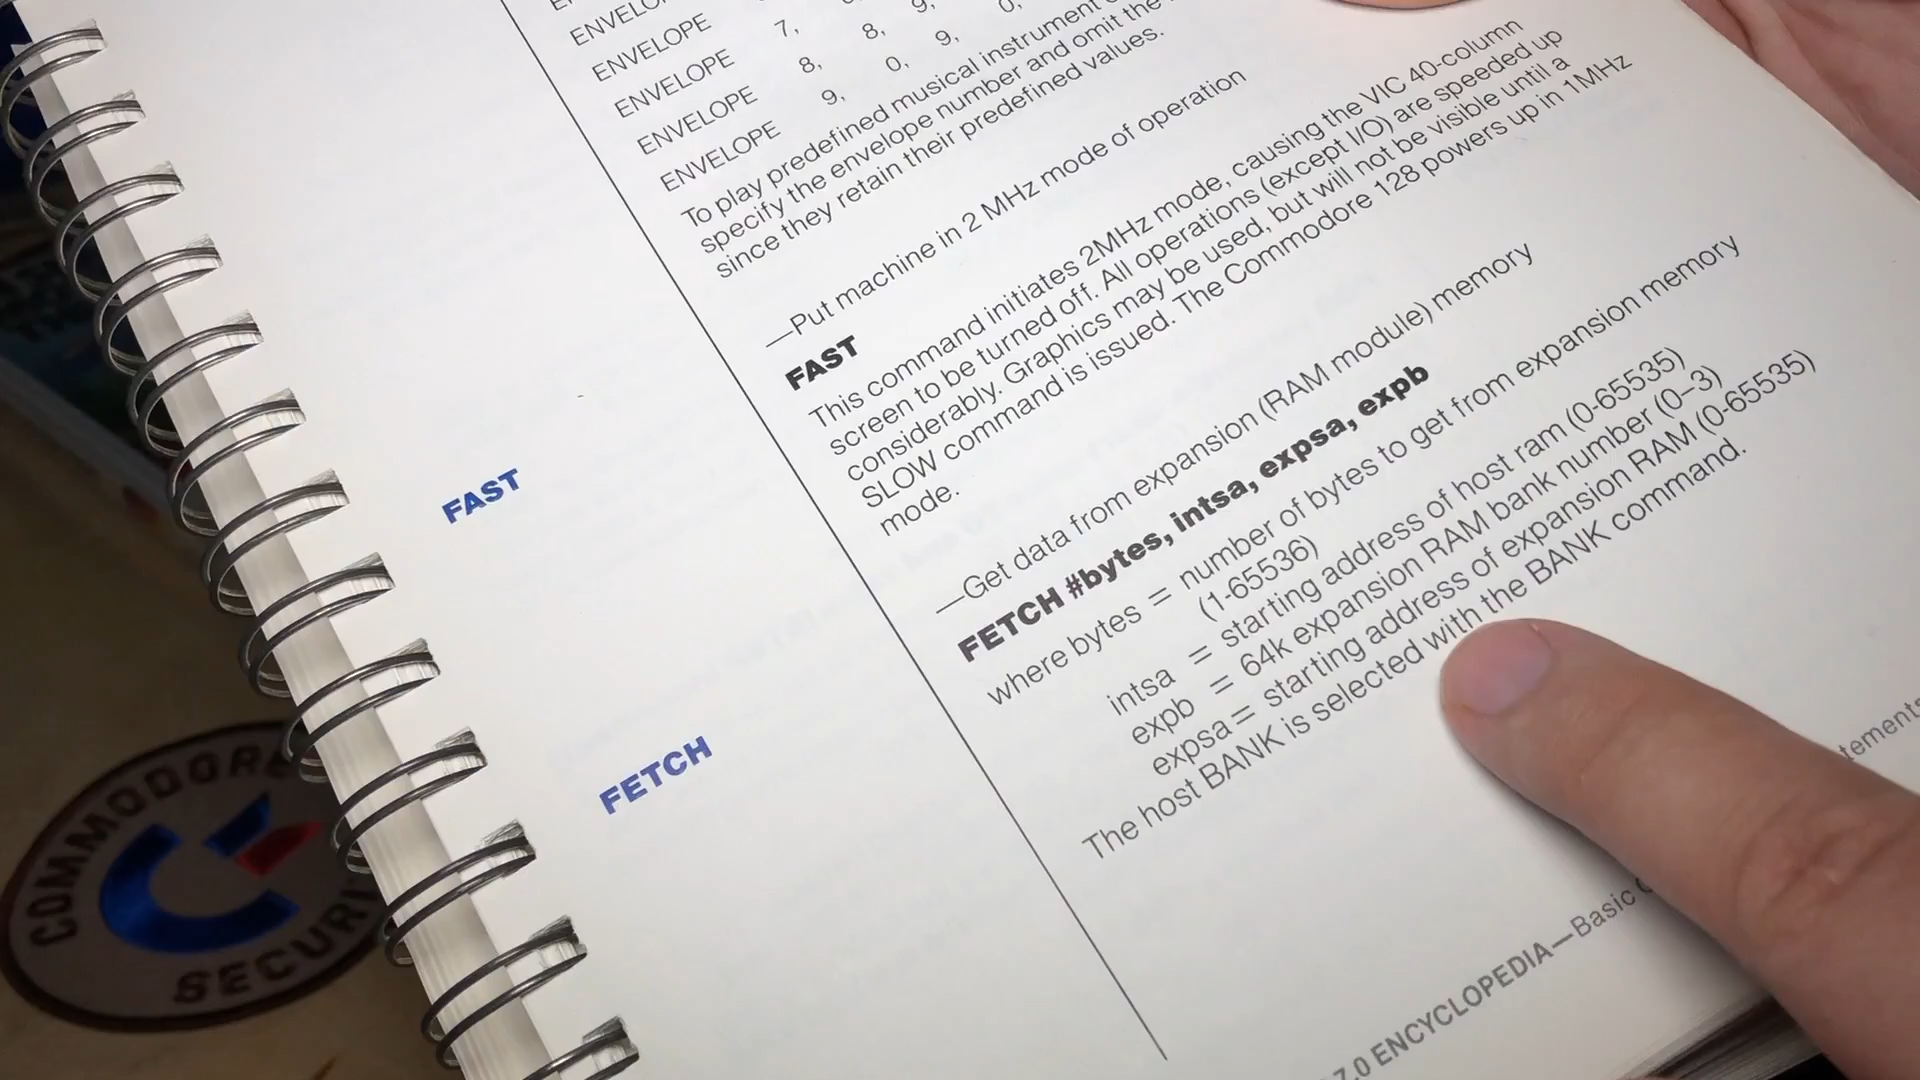 ENVELOPE
ENVELOPE 7, 8, 9, 0,
ENVELOPE 8, 0, 9,
ENVELOPE 9,
ENVELOPE
To play predefined musical instrument
specify the envelope number and omit the
since they retain their predefined values.
—Put machine in 2 MHz mode of operation
FAST
FAST
This command initiates 2MHz mode, causing the VIC 40-column
screen to be turned off. All operations (except I/O) are speeded up
considerably. Graphics may be used, but will not be visible until a
SLOW command is issued. The Commodore 128 powers up in 1MHz
mode.
—Get data from expansion (RAM module) memory
FETCH
FETCH #bytes, intsa, expsa, expb
where bytes = number of bytes to get from expansion memory
(1-65536)
intsa = starting address of host ram (0-65535)
expb = 64k expansion RAM bank number (0–3)
expsa = starting address of expansion RAM (0-65535)
The host BANK is selected with the BANK command.
7.0 ENCYCLOPEDIA—Basic
COMMODORE